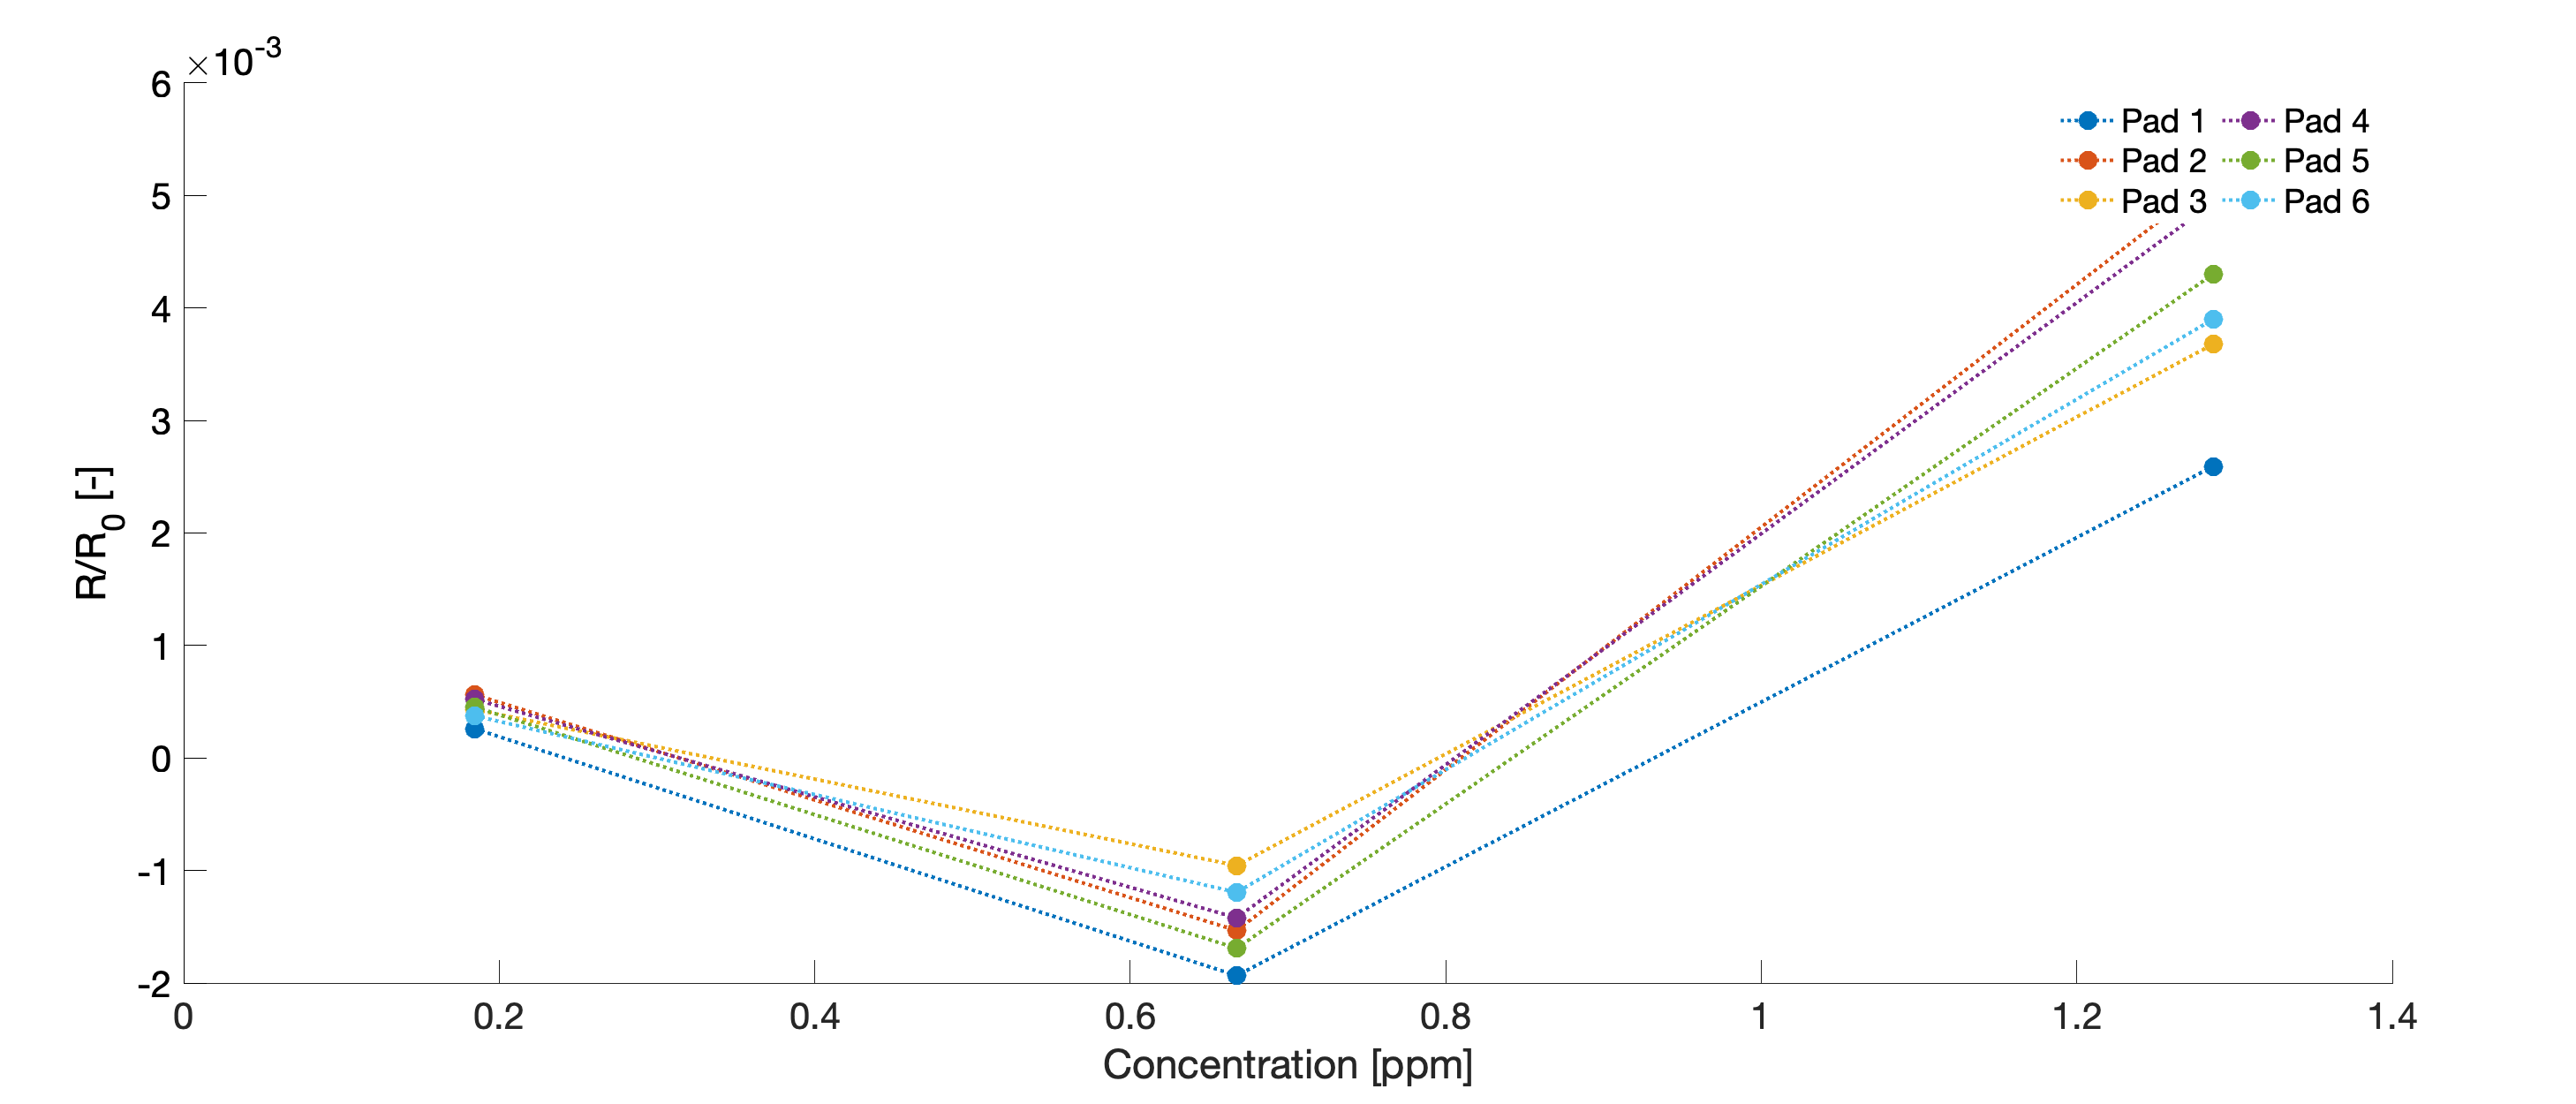 ×10⁻³
6
5
4
3
2
1
0
-1
-2
R/R₀ [-]
0 0.2 0.4 0.6 0.8 1 1.2 1.4
Concentration [ppm]
Pad 1 Pad 4
Pad 2 Pad 5
Pad 3 Pad 6